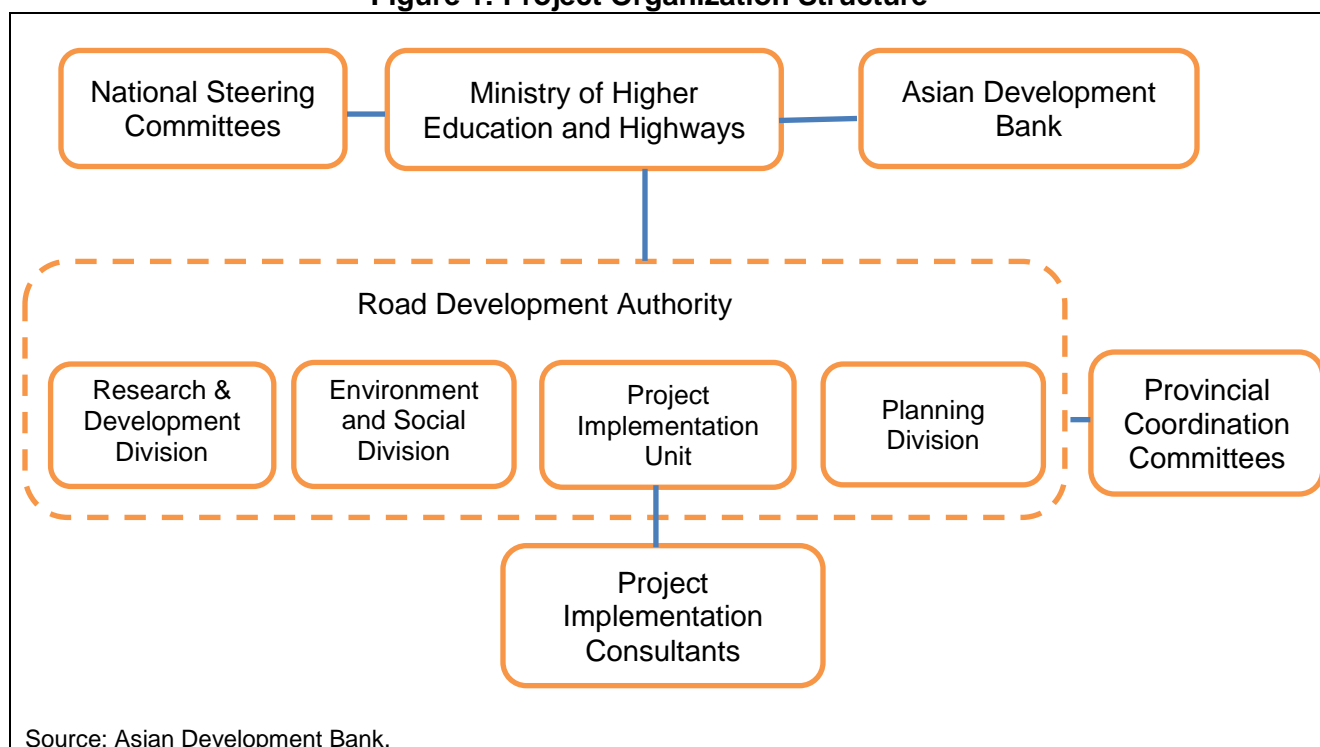 Figure 1: Project Organization Structure
National Steering
Committees
Ministry of Higher
Education and Highways
Asian Development
Bank
Road Development Authority
Research &
Development
Division
Environment
and Social
Division
Project
Implementation
Unit
Planning
Division
Provincial
Coordination
Committees
Project
Implementation
Consultants
Source: Asian Development Bank.